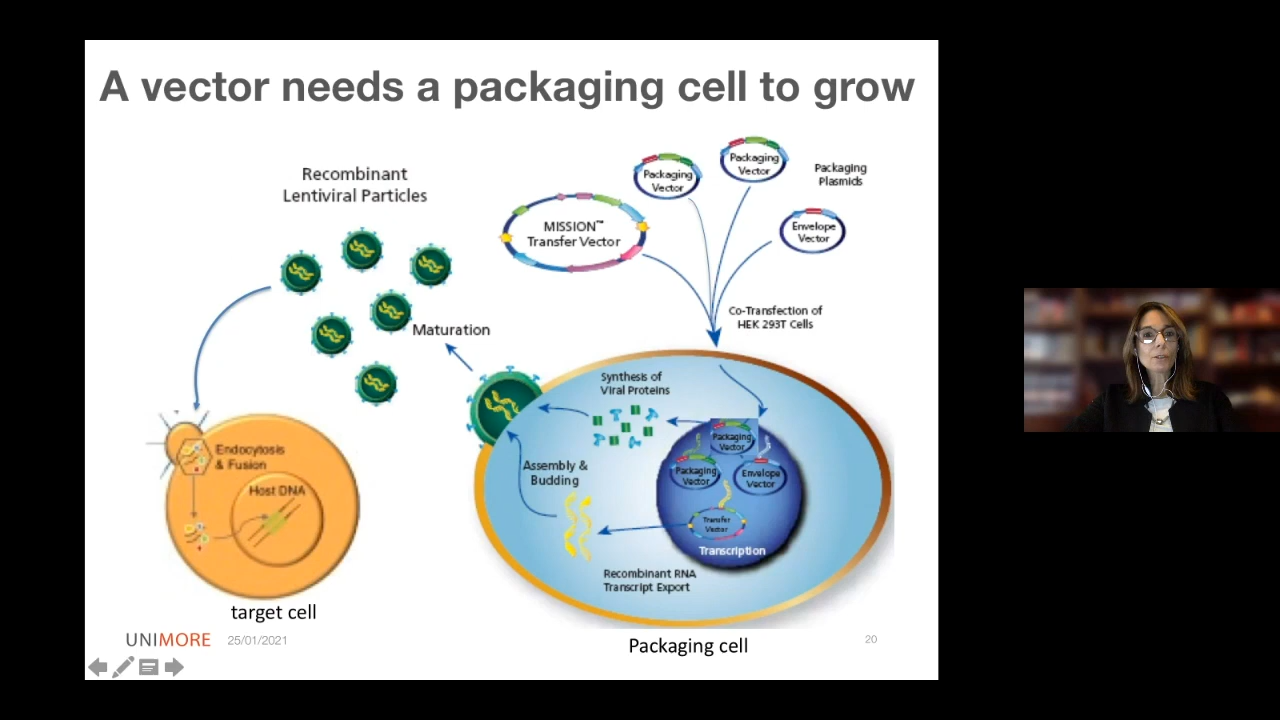 A vector needs a packaging cell to grow
Recombinant
Lentiviral Particles
MISSION™
Transfer Vector
Packaging
Vector
Packaging
Vector
Packaging
Plasmids
Envelope
Vector
Co-Transfection of
HEK 293T Cells
Maturation
Synthesis of
Viral Proteins
Packaging
Vector
Packaging
Vector
Envelope
Vector
Assembly &
Budding
Transfer
Vector
Transcription
Recombinant RNA
Transcript Export
Endocytosis
& Fusion
Host DNA
target cell
Packaging cell
UNIMORE
25/01/2021
20